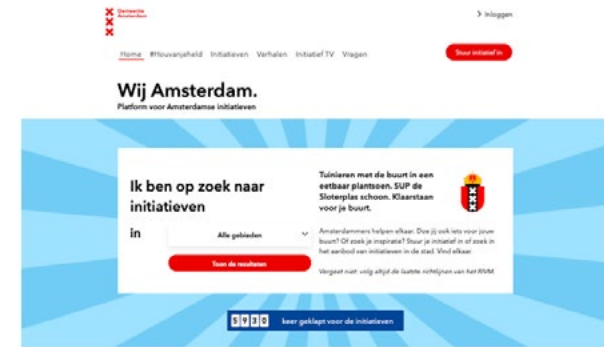 Gemeente
Amsterdam
Inloggen
Home #Houvanjeheld Initiatieven Verhalen Initiatief TV Vragen
Stuur initiatief in
Wij Amsterdam.
Platform voor Amsterdamse initiatieven
Ik ben op zoek naar
initiatieven
in
Alle gebieden
Toon de resultaten
Tuinieren met de buurt in een
eetbaar plantsoen. SUP de
Sloterplas schoon. Klaarstaan
voor je buurt.
Amsterdammers helpen elkaar. Doe jij ook iets voor jouw
buurt? Of zoek je inspiratie? Stuur je initiatief in of zoek in
het aanbod van initiatieven in de stad. Vind elkaar.
Vergeet niet: volg altijd de laatste richtlijnen van het RIVM.
5930 keer geklapt voor de initiatieven